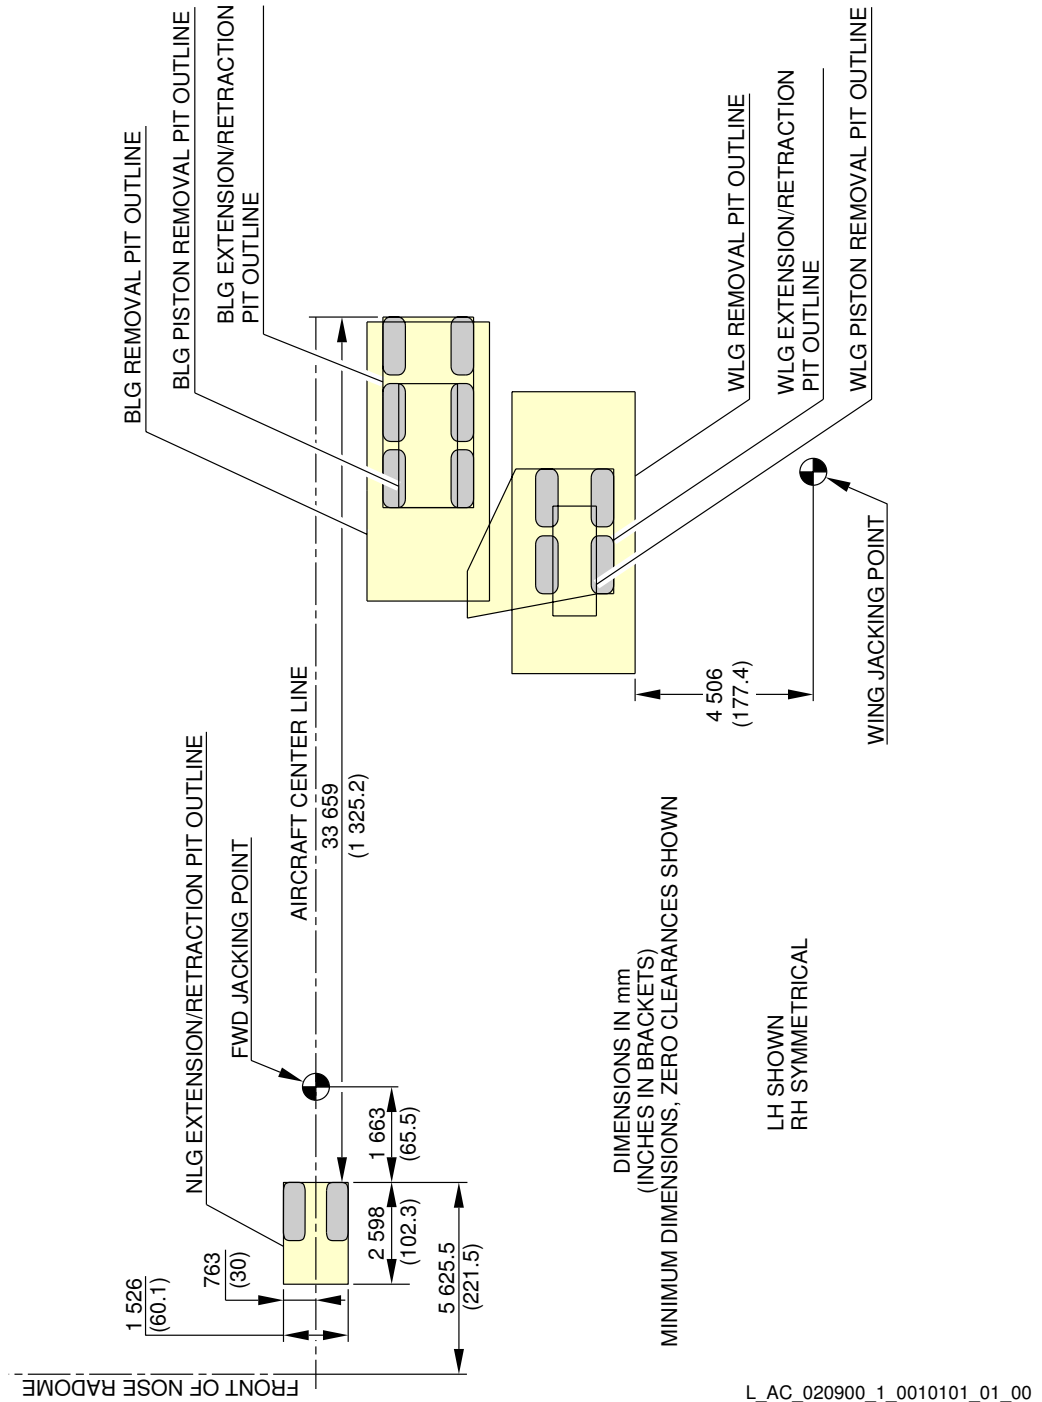 BLG REMOVAL PIT OUTLINE
BLG PISTON REMOVAL PIT OUTLINE
BLG EXTENSION/RETRACTION
PIT OUTLINE
WLG REMOVAL PIT OUTLINE
WLG EXTENSION/RETRACTION
PIT OUTLINE
WLG PISTON REMOVAL PIT OUTLINE
WING JACKING POINT
4 506
(177.4)
NLG EXTENSION/RETRACTION PIT OUTLINE
FWD JACKING POINT
AIRCRAFT CENTER LINE
33 659
(1 325.2)
1 663
(65.5)
2 598
(102.3)
5 625.5
(221.5)
763
(30)
1 526
(60.1)
FRONT OF NOSE RADOME
DIMENSIONS IN mm
(INCHES IN BRACKETS)
MINIMUM DIMENSIONS, ZERO CLEARANCES SHOWN
LH SHOWN
RH SYMMETRICAL
L_AC_020900_1_0010101_01_00